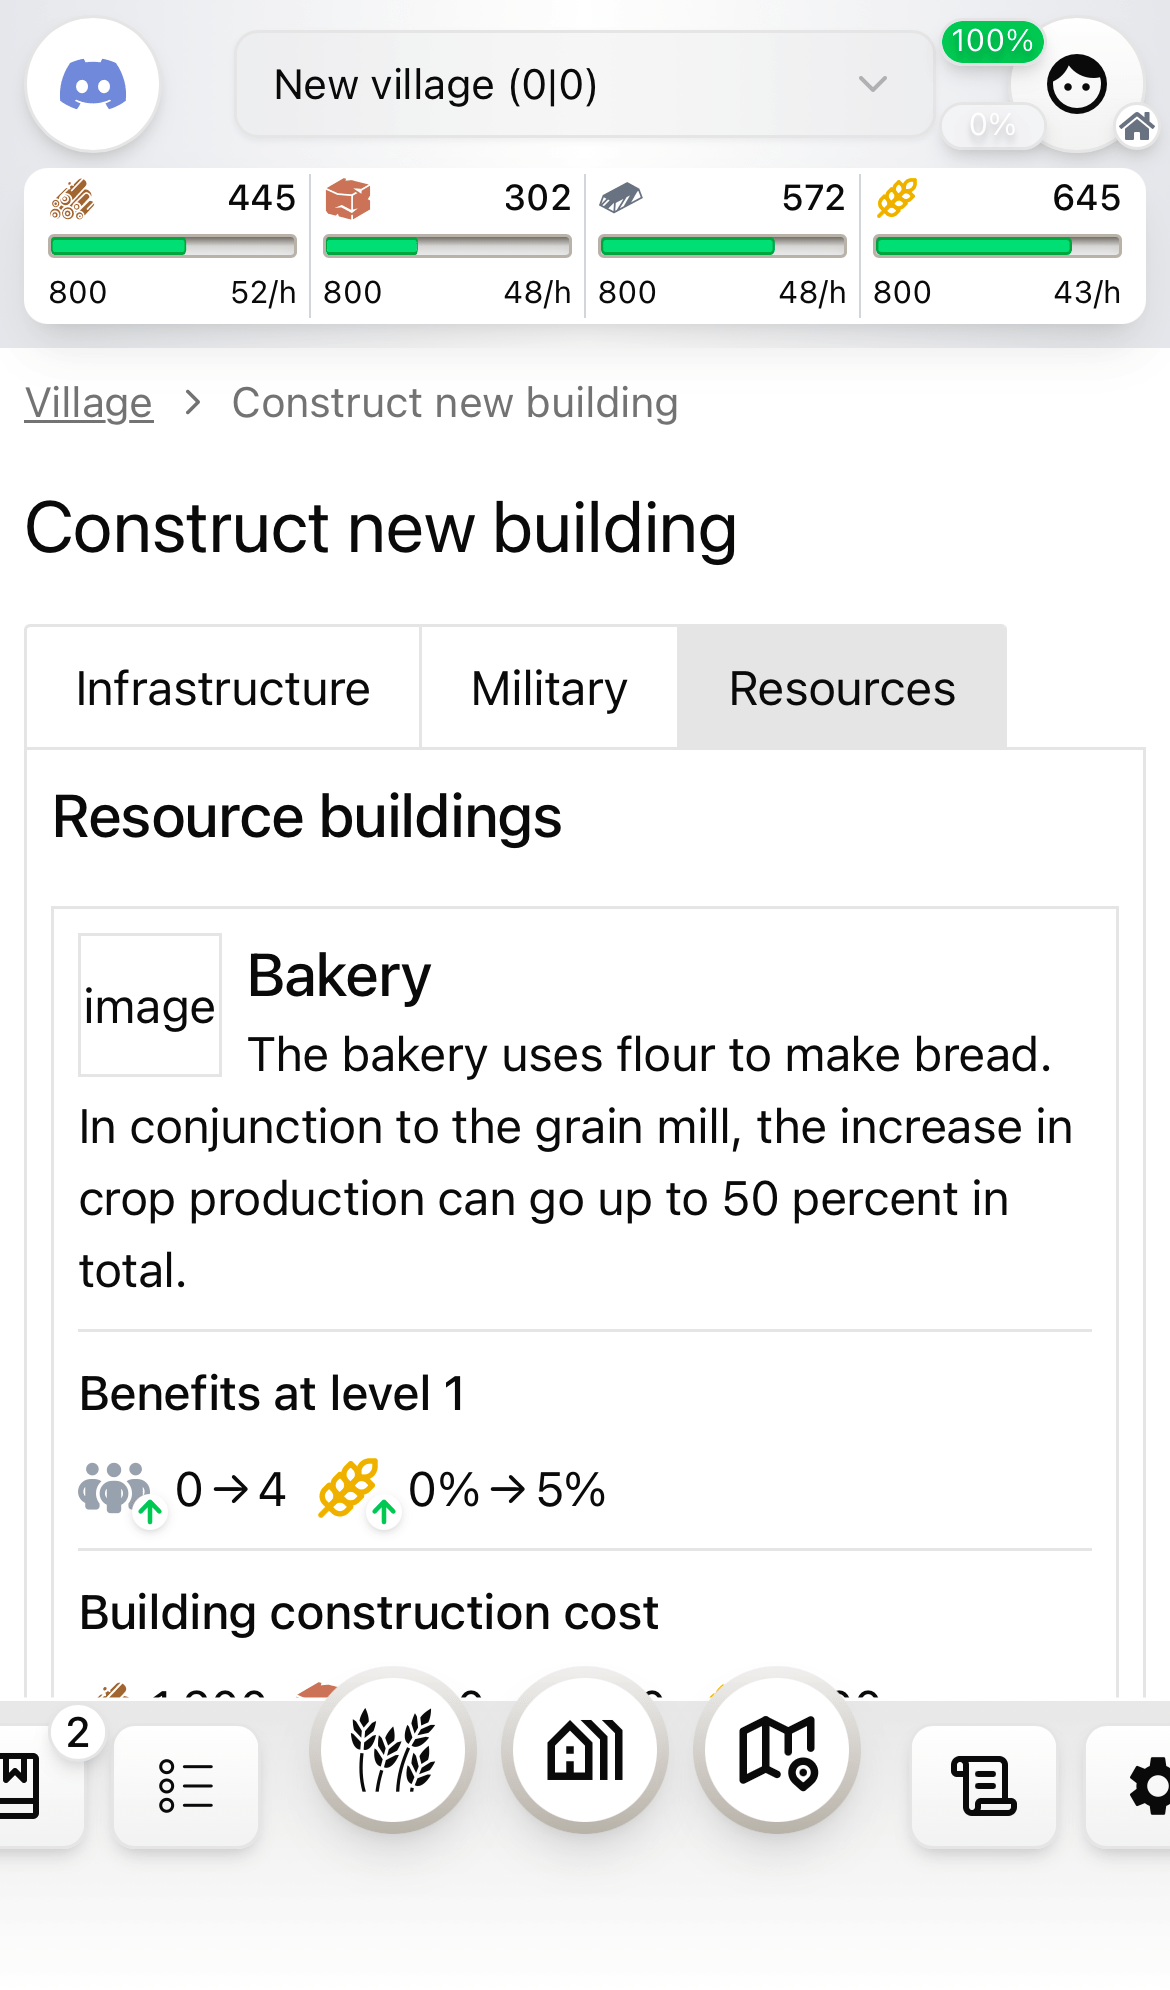 New village (0|0)
100%
0%
445 302 572 645
800 52/h 800 48/h 800 48/h 800 43/h
Village > Construct new building
Construct new building
Infrastructure Military Resources
Resource buildings
image
Bakery
The bakery uses flour to make bread.
In conjunction to the grain mill, the increase in
crop production can go up to 50 percent in
total.
Benefits at level 1
0 → 4 0% → 5%
Building construction cost
2